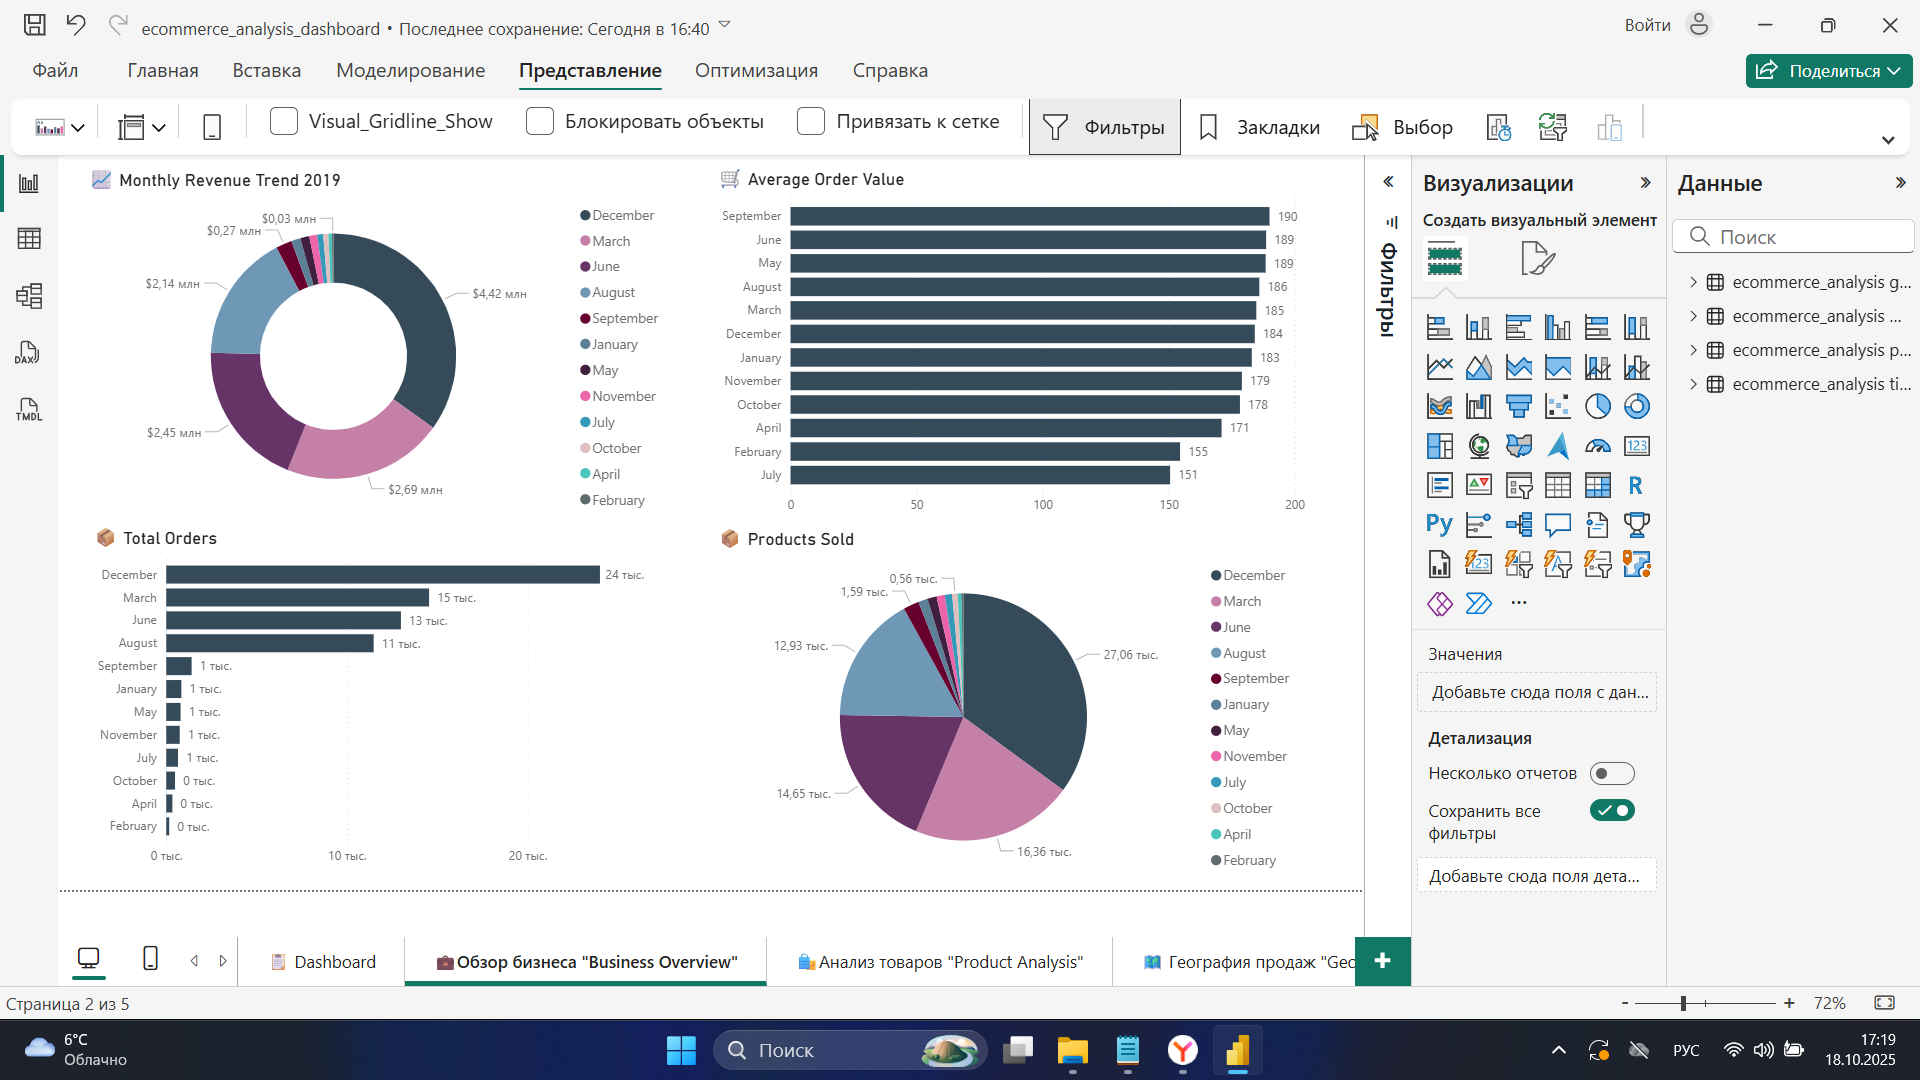 ecommerce_analysis_dashboard • Последнее сохранение: Сегодня в 16:40
Войти
Файл
Главная
Вставка
Моделирование
Представление
Оптимизация
Справка
Поделиться
Visual_Gridline_Show
Блокировать объекты
Привязать к сетке
Фильтры
Закладки
Выбор
Monthly Revenue Trend 2019
$0,03 млн
$0,27 млн
$2,14 млн
$4,42 млн
$2,45 млн
$2,69 млн
December
March
June
August
September
January
May
November
July
October
April
February
Average Order Value
September 190
June 189
May 189
August 186
March 185
December 184
January 183
November 179
October 178
April 171
February 155
July 151
0 50 100 150 200
Total Orders
December 24 тыс.
March 15 тыс.
June 13 тыс.
August 11 тыс.
September 1 тыс.
January 1 тыс.
May 1 тыс.
November 1 тыс.
July 1 тыс.
October 0 тыс.
April 0 тыс.
February 0 тыс.
0 тыс. 10 тыс. 20 тыс.
Products Sold
0,56 тыс.
1,59 тыс.
12,93 тыс.
27,06 тыс.
14,65 тыс.
16,36 тыс.
December
March
June
August
September
January
May
November
July
October
April
February
Фильтры
Визуализации
Создать визуальный элемент
123
R
Py
123
Значения
Добавьте сюда поля с дан...
Детализация
Несколько отчетов
Сохранить все
фильтры
Добавьте сюда поля дета...
Данные
Поиск
ecommerce_analysis g...
ecommerce_analysis ...
ecommerce_analysis p...
ecommerce_analysis ti...
DAX
TMDL
Dashboard
Обзор бизнеса "Business Overview"
Анализ товаров "Product Analysis"
География продаж "Geo
Страница 2 из 5
- + 72%
6°C
Облачно
Поиск
РУС
17:19
18.10.2025